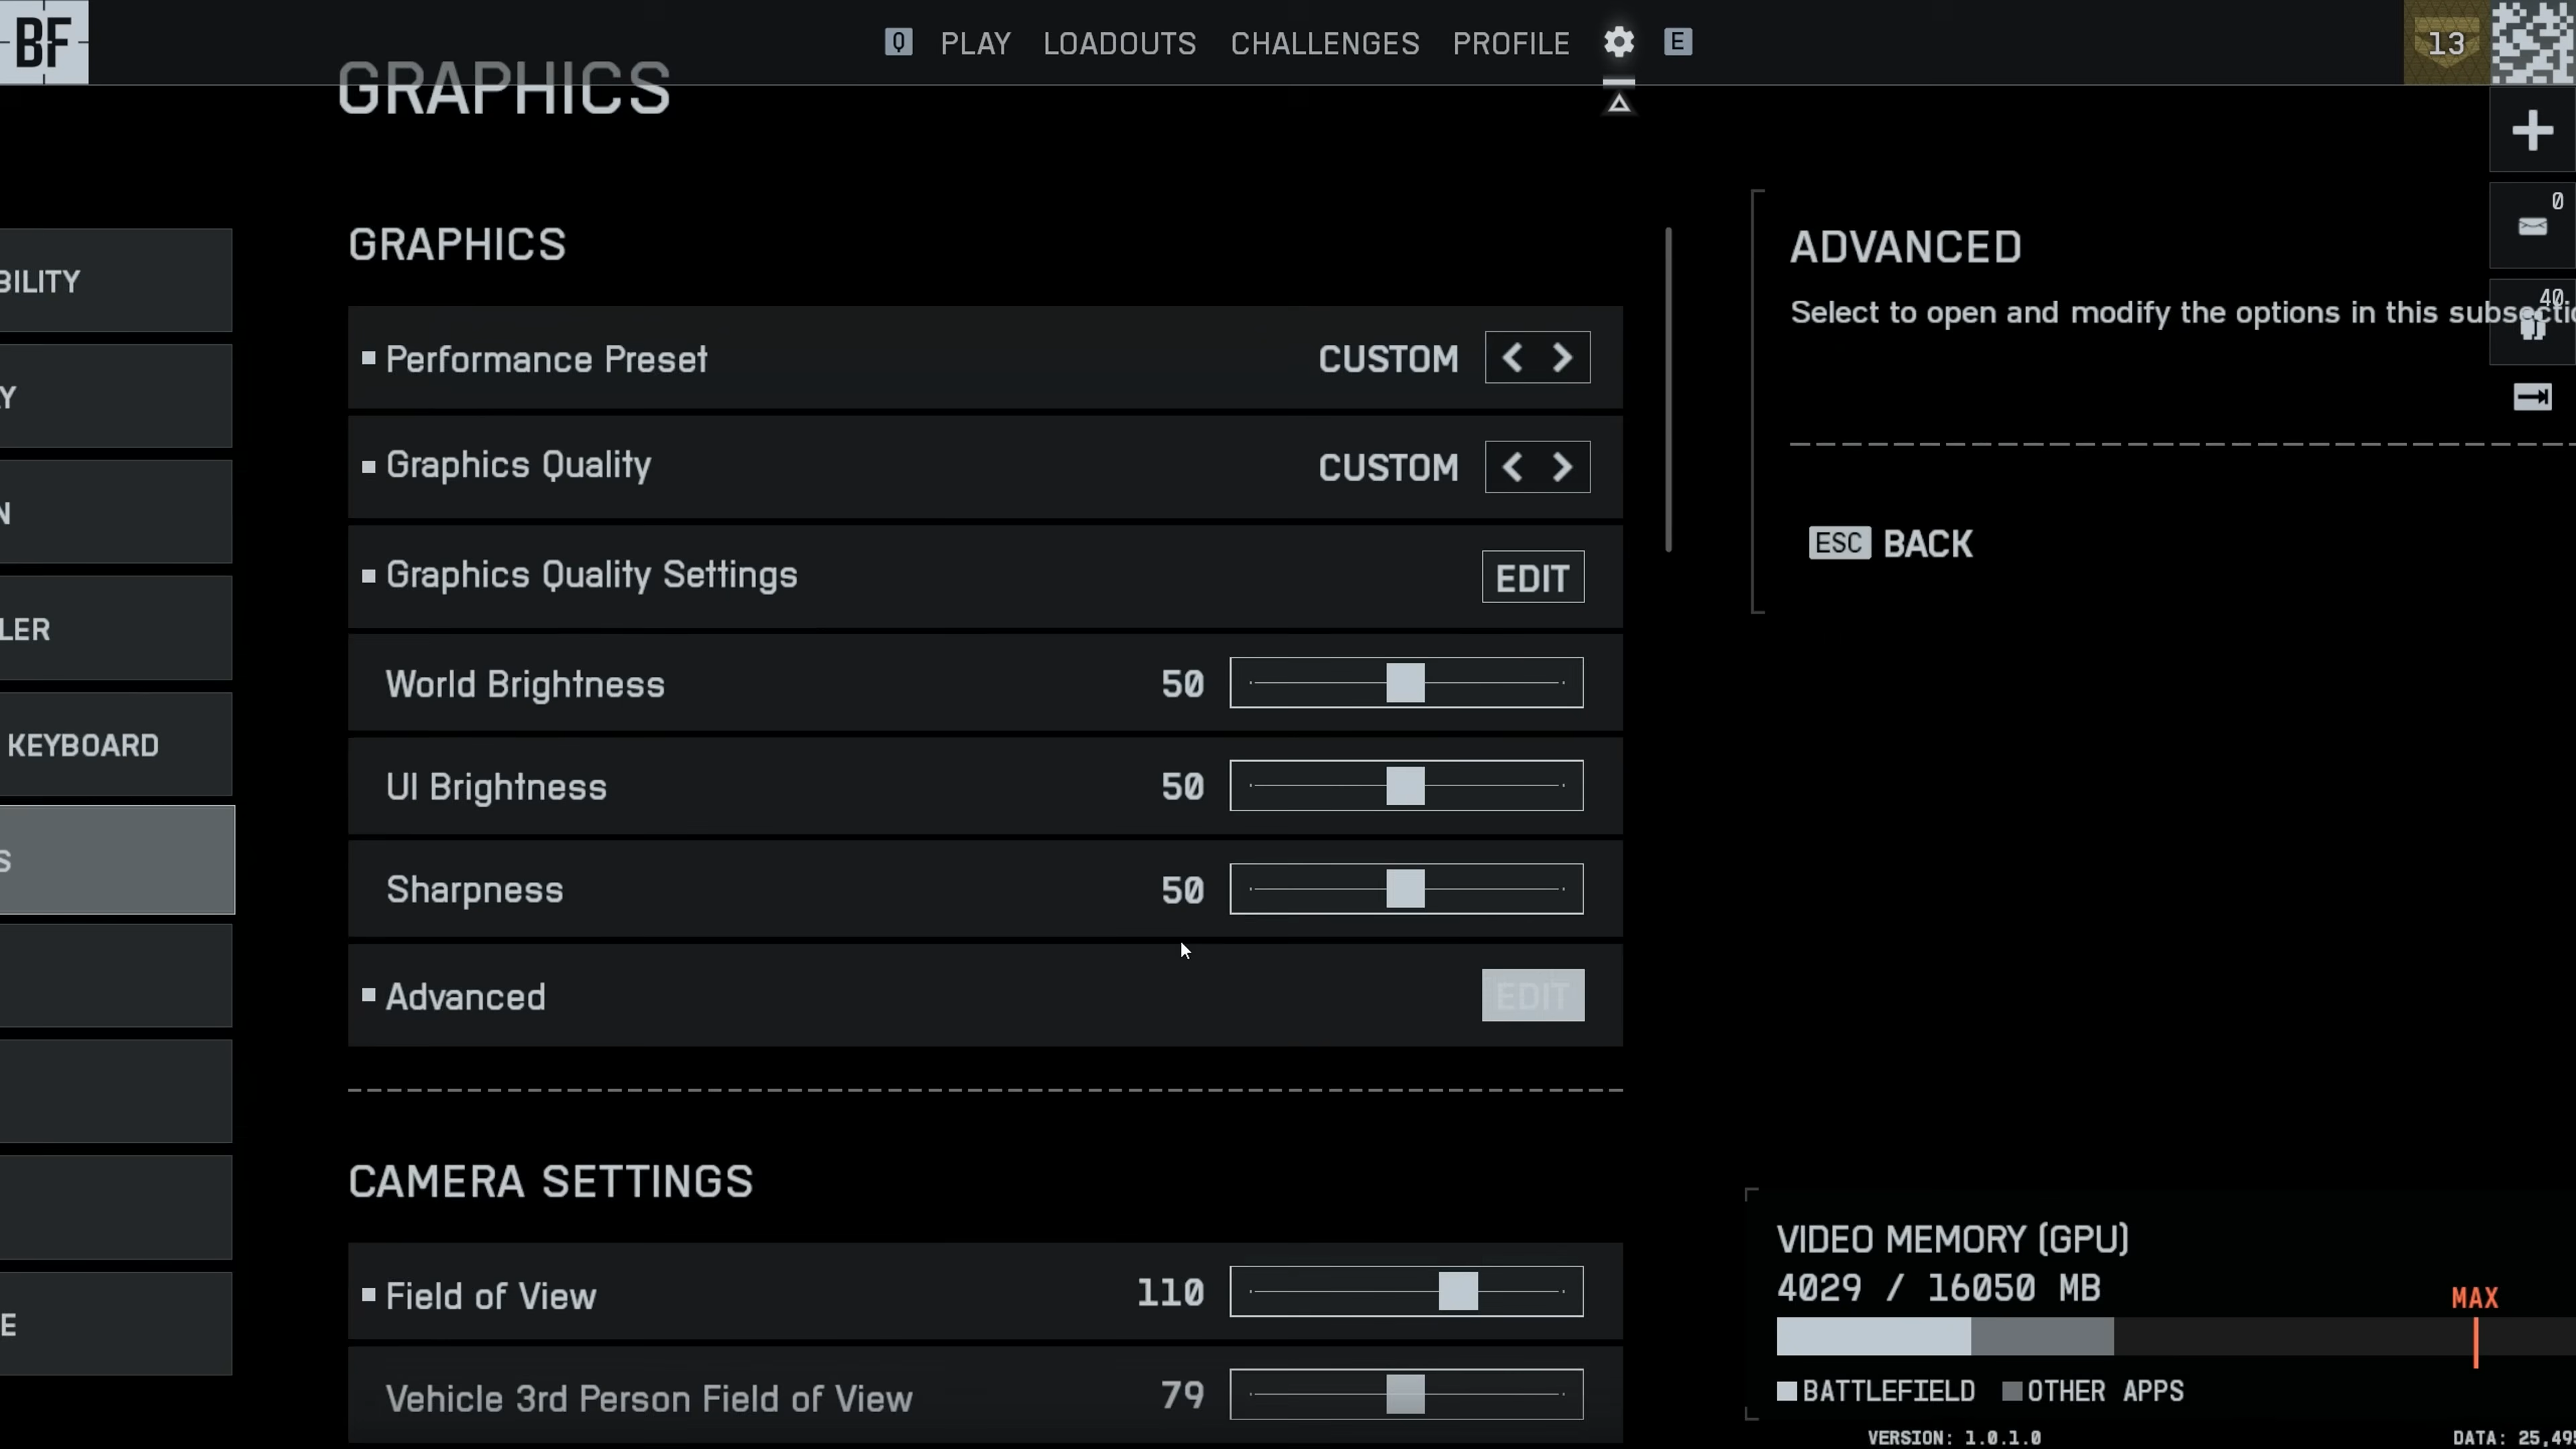 BF
Q PLAY LOADOUTS CHALLENGES PROFILE E
13
GRAPHICS
BILITY
Y
N
LER
KEYBOARD
S
E
GRAPHICS
Performance Preset CUSTOM
Graphics Quality CUSTOM
Graphics Quality Settings EDIT
World Brightness 50
UI Brightness 50
Sharpness 50
Advanced EDIT
CAMERA SETTINGS
Field of View 110
Vehicle 3rd Person Field of View 79
ADVANCED
Select to open and modify the options in this subsectio
0
40
ESC BACK
VIDEO MEMORY (GPU)
4029 / 16050 MB
MAX
BATTLEFIELD OTHER APPS
VERSION: 1.0.1.0
DATA: 25,495